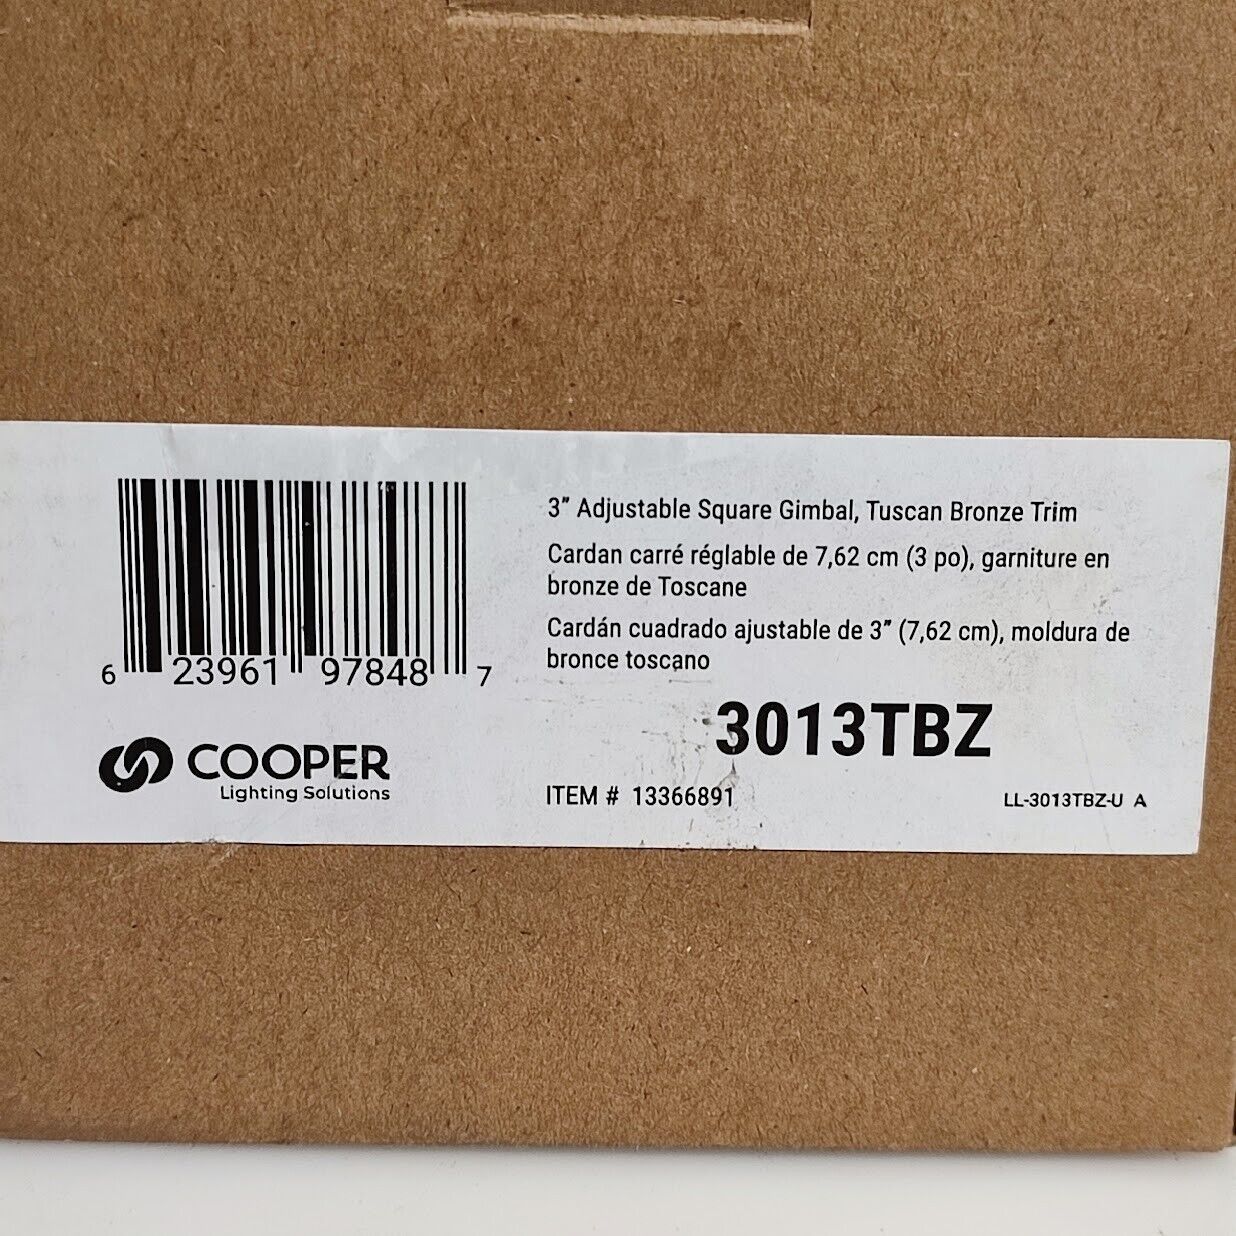 3” Adjustable Square Gimbal, Tuscan Bronze Trim
Cardan carré réglable de 7,62 cm (3 po), garniture en
bronze de Toscane
Cardán cuadrado ajustable de 3” (7,62 cm), moldura de
bronce toscano
6 23961 97848 7
3013TBZ
COOPER
Lighting Solutions
ITEM # 13366891
LL-3013TBZ-U A